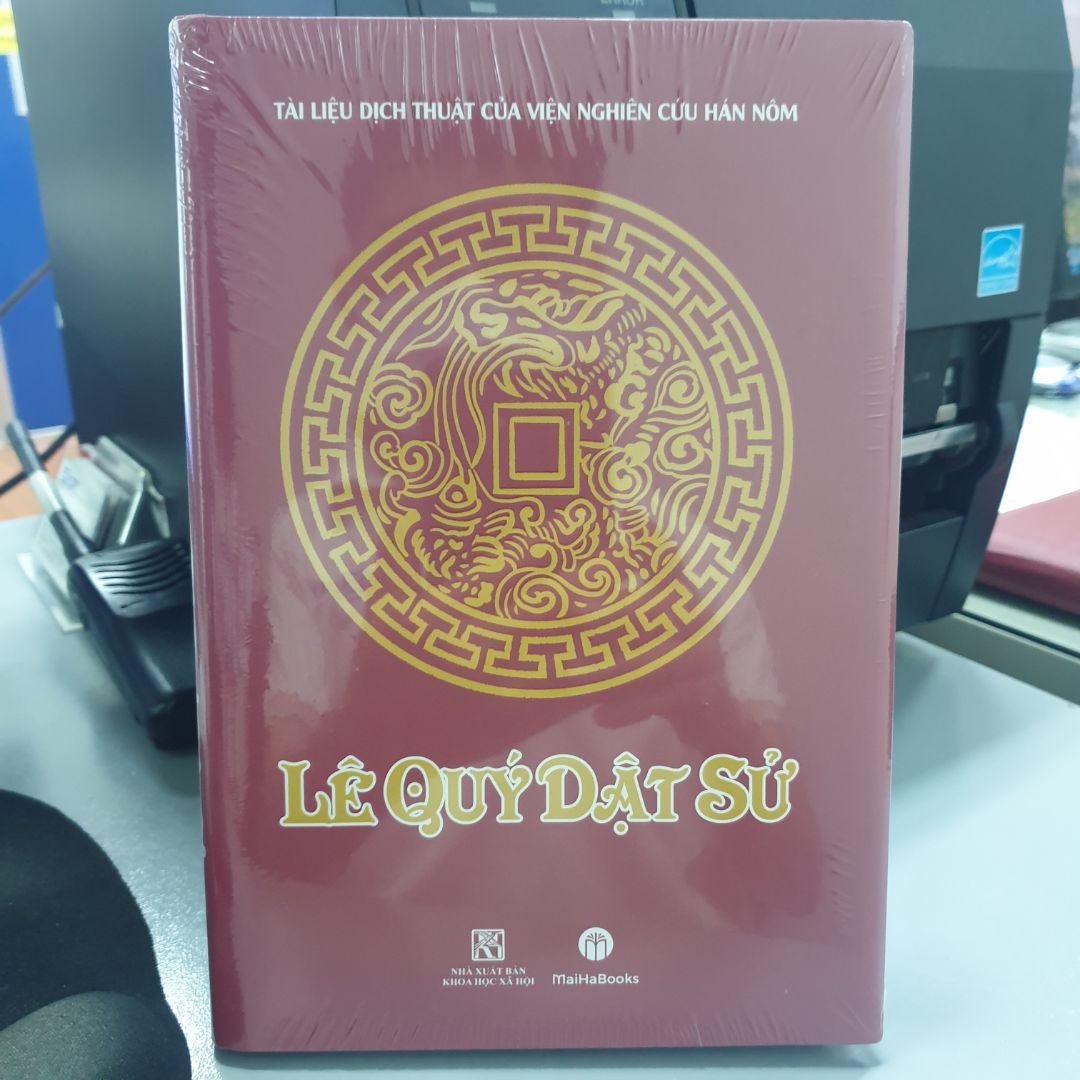 ERROR
TÀI LIỆU DỊCH THUẬT CỦA VIỆN NGHIÊN CỨU HÁN NÔM
LÊ QUÝ DẬT SỬ
NHÀ XUẤT BẢN
KHOA HỌC XÃ HỘI
MaiHaBooks